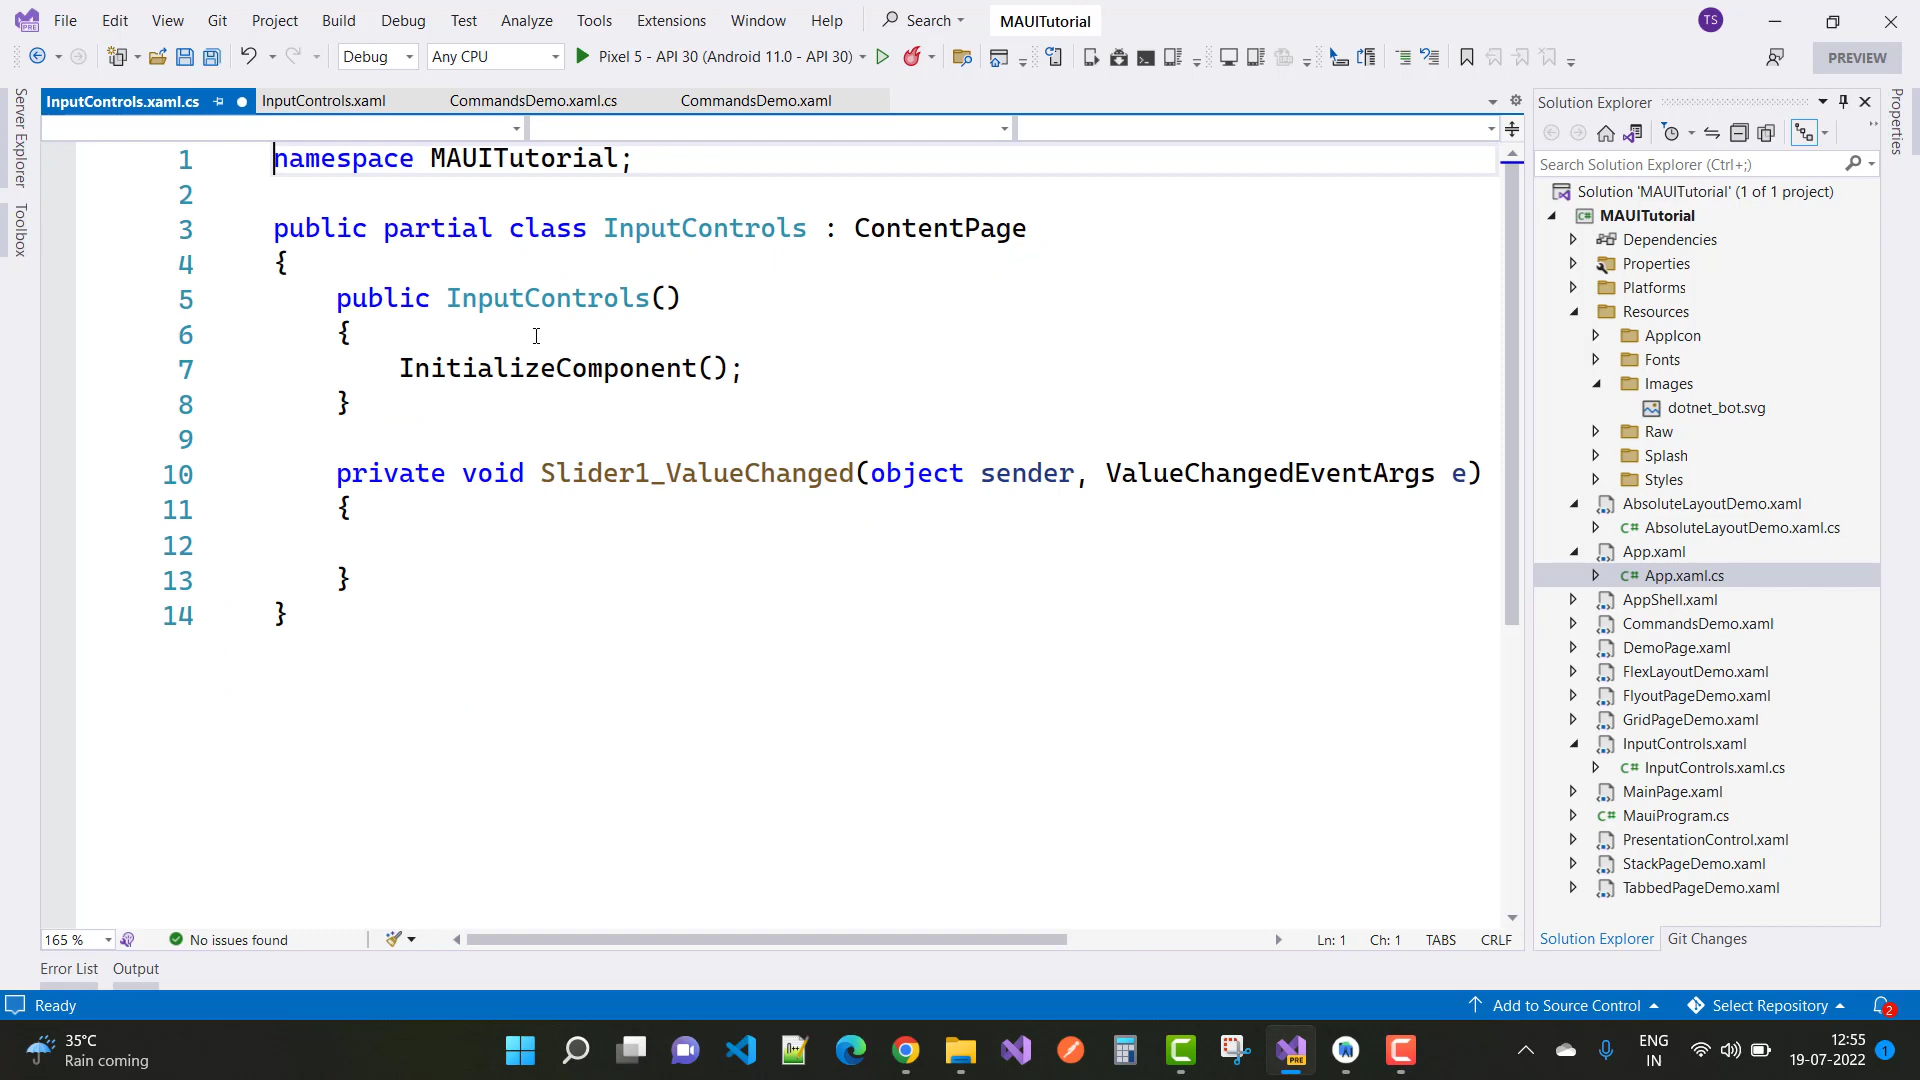 File Edit View Git Project Build Debug Test Analyze Tools Extensions Window Help Search MAUITutorial TS
Debug Any CPU Pixel 5 - API 30 (Android 11.0 - API 30) PREVIEW
InputControls.xaml.cs InputControls.xaml CommandsDemo.xaml.cs CommandsDemo.xaml
Server Explorer
Toolbox
1 namespace MAUITutorial;
2
3 public partial class InputControls : ContentPage
4 {
5 public InputControls()
6 {
7 InitializeComponent();
8 }
9
10 private void Slider1_ValueChanged(object sender, ValueChangedEventArgs e)
11 {
12
13 }
14 }
165 % No issues found Ln: 1 Ch: 1 TABS CRLF
Error List Output
Solution Explorer
Search Solution Explorer (Ctrl+;)
Solution 'MAUITutorial' (1 of 1 project)
C# MAUITutorial
Dependencies
Properties
Platforms
Resources
AppIcon
Fonts
Images
dotnet_bot.svg
Raw
Splash
Styles
AbsoluteLayoutDemo.xaml
C# AbsoluteLayoutDemo.xaml.cs
App.xaml
C# App.xaml.cs
AppShell.xaml
CommandsDemo.xaml
DemoPage.xaml
FlexLayoutDemo.xaml
FlyoutPageDemo.xaml
GridPageDemo.xaml
InputControls.xaml
C# InputControls.xaml.cs
MainPage.xaml
C# MauiProgram.cs
PresentationControl.xaml
StackPageDemo.xaml
TabbedPageDemo.xaml
Solution Explorer Git Changes
Properties
Ready Add to Source Control Select Repository 2
35°C
Rain coming
PRE
ENG
IN
12:55
19-07-2022
1